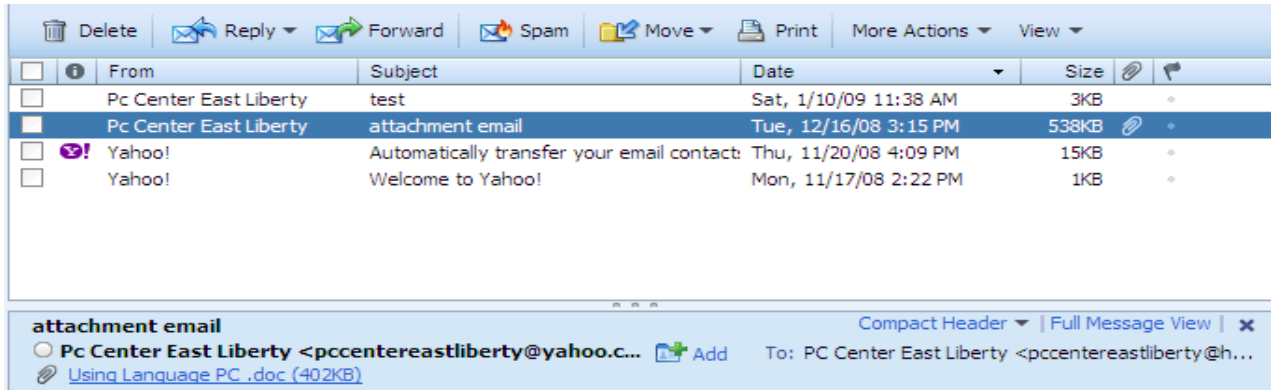 Delete Reply Forward Spam Move Print More Actions View
From Subject Date Size
Pc Center East Liberty test Sat, 1/10/09 11:38 AM 3KB
Pc Center East Liberty attachment email Tue, 12/16/08 3:15 PM 538KB
Y! Yahoo! Automatically transfer your email contact: Thu, 11/20/08 4:09 PM 15KB
Yahoo! Welcome to Yahoo! Mon, 11/17/08 2:22 PM 1KB
attachment email Compact Header | Full Message View |
Pc Center East Liberty <pccentereastliberty@yahoo.c... Add To: PC Center East Liberty <pccentereastliberty@h...
Using Language PC .doc (402KB)